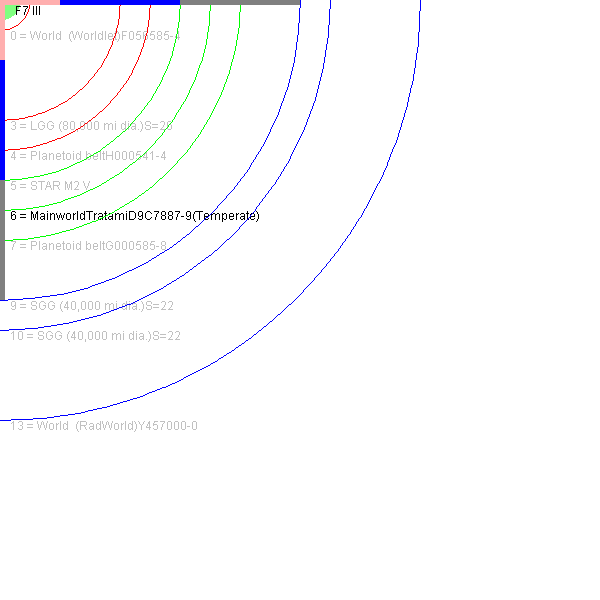 F7 III
0 = World (Worldlet)F056585-4
3 = LGG (80,900 mi dia.)S=26
4 = Planetoid beltH000541-4
5 = STAR M2 V
6 = MainworldTratamiD9C7887-9(Temperate)
7 = Planetoid beltG000585-8
9 = SGG (40,000 mi dia.)S=22
10 = SGG (40,000 mi dia.)S=22
13 = World (RadWorld)Y457000-0